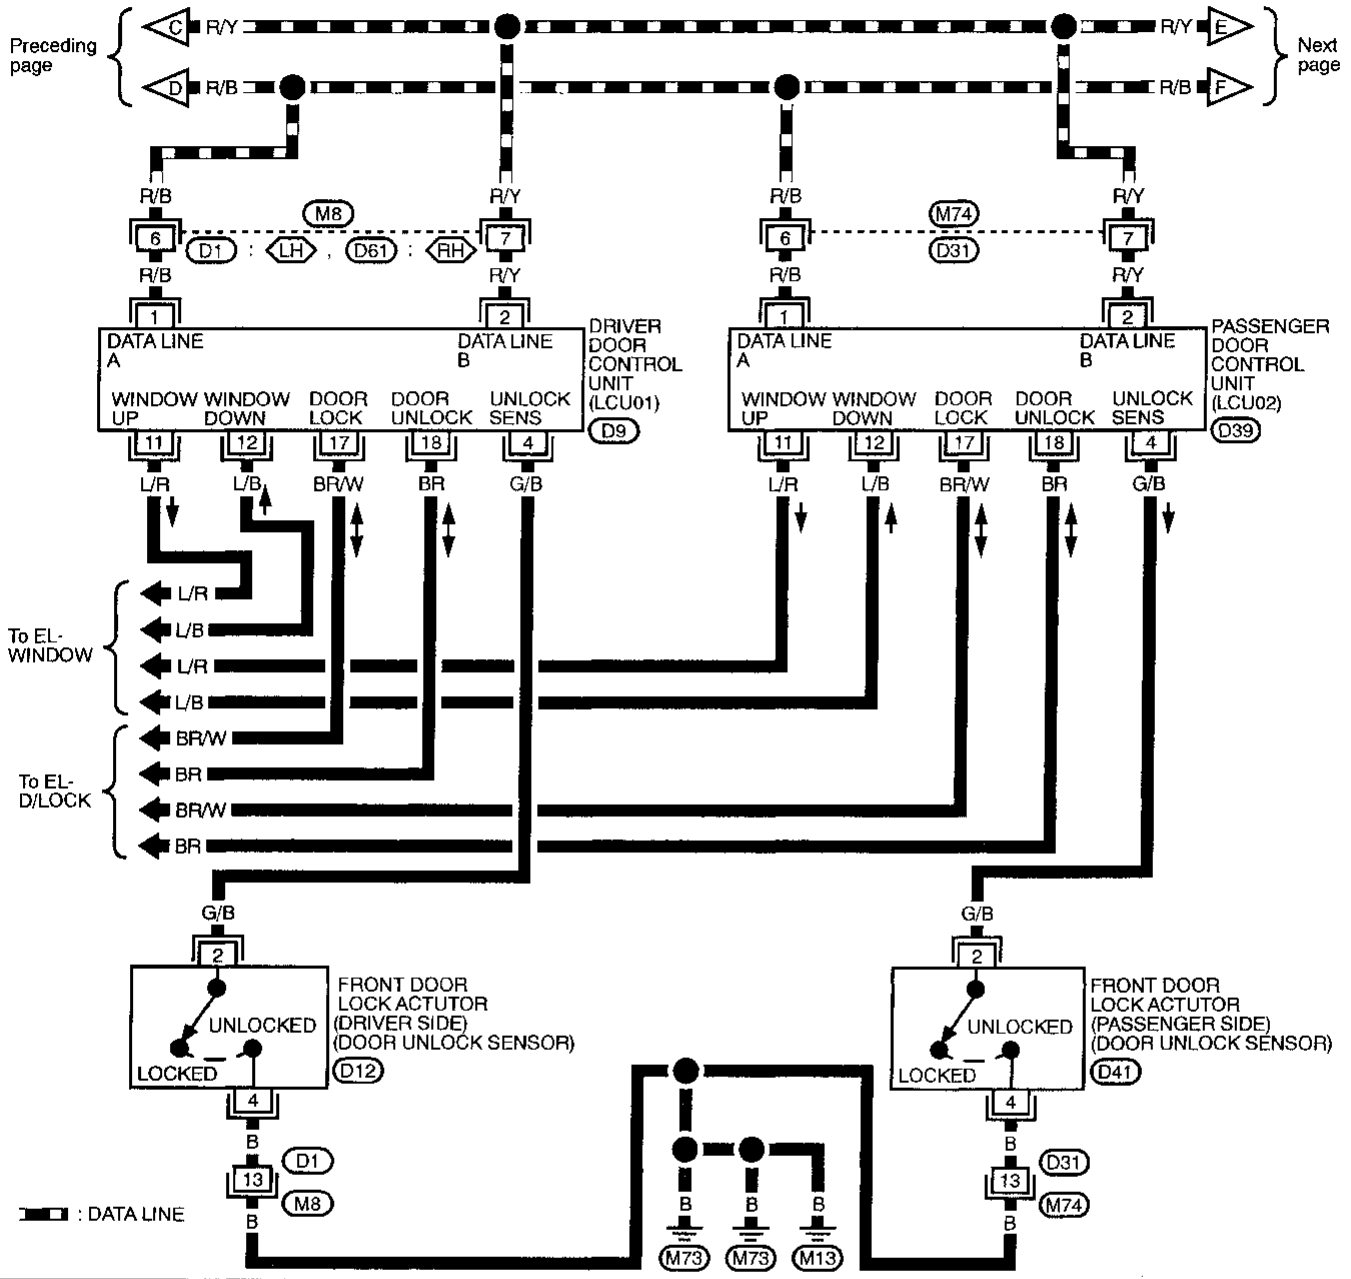 Preceding
page
C R/Y R/Y E
Next
page
D R/B R/B F
R/B R/Y R/B R/Y
M8 M74
6 7 6 7
D1 : LH , D61 : RH D31
R/B R/Y R/B R/Y
1 2 1 2
DATA LINE
A
DATA LINE
B
WINDOW
UP
WINDOW
DOWN
DOOR
LOCK
DOOR
UNLOCK
UNLOCK
SENS
DRIVER
DOOR
CONTROL
UNIT
(LCU01)
D9
DATA LINE
A
DATA LINE
B
WINDOW
UP
WINDOW
DOWN
DOOR
LOCK
DOOR
UNLOCK
UNLOCK
SENS
PASSENGER
DOOR
CONTROL
UNIT
(LCU02)
D39
11 12 17 18 4 11 12 17 18 4
L/R L/B BR/W BR G/B L/R L/B BR/W BR G/B
To EL-
WINDOW
L/R
L/B
L/R
L/B
To EL-
D/LOCK
BR/W
BR
BR/W
BR
G/B G/B
2 2
UNLOCKED
LOCKED
FRONT DOOR
LOCK ACTUTOR
(DRIVER SIDE)
(DOOR UNLOCK SENSOR)
D12
UNLOCKED
LOCKED
FRONT DOOR
LOCK ACTUTOR
(PASSENGER SIDE)
(DOOR UNLOCK SENSOR)
D41
4 4
B B
D1 D31
13 13
M8 M74
B B B B B
: DATA LINE
M73 M73 M13